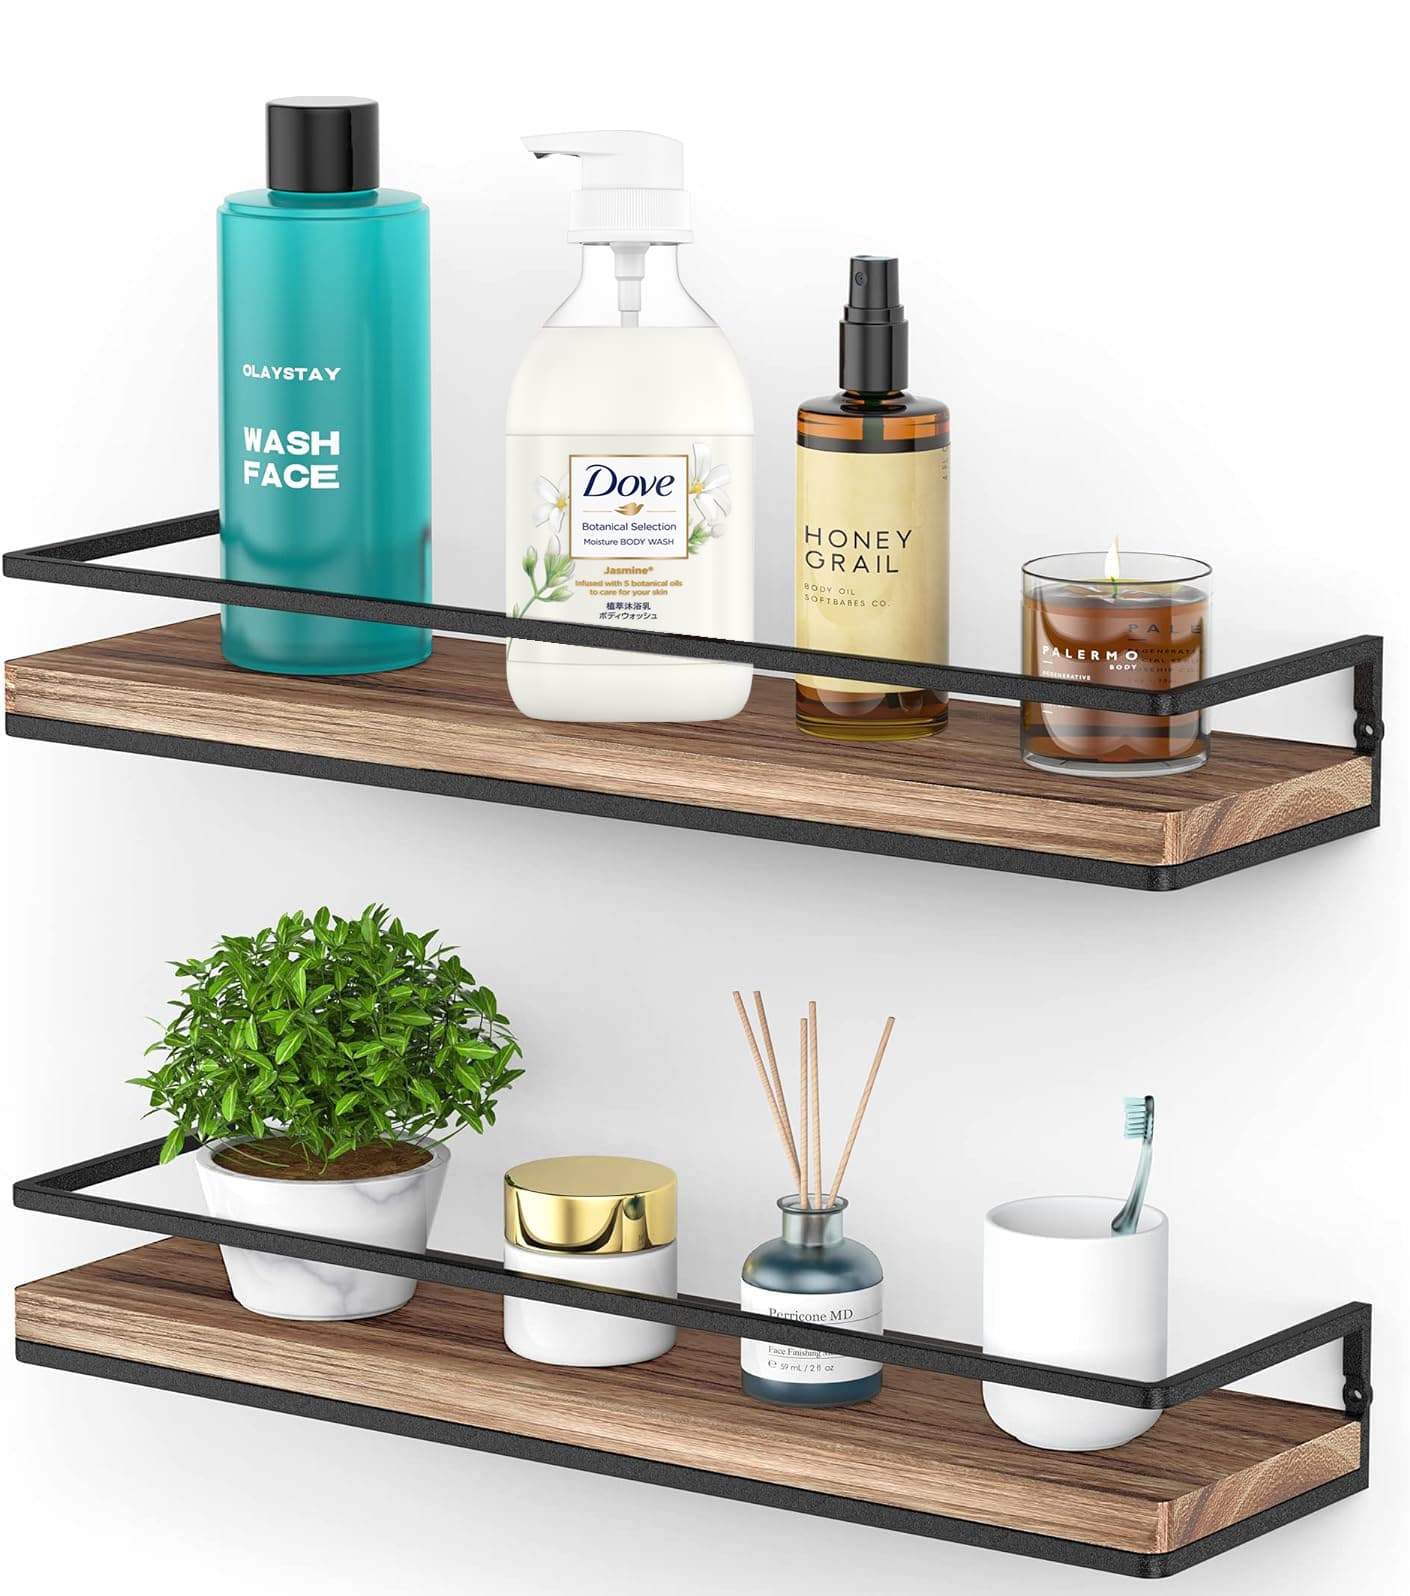 OLAYSTAY
WASH
FACE
Dove
Botanical Selection
Moisture BODY WASH
Jasmine®
Infused with 5 botanical oils
to care for your skin
植萃沐浴乳
ボディウォッシュ
HONEY
GRAIL
BODY OIL
SOFTBABES CO.
PALERMO
BODY
REGENERATIVE
Perricone MD
Face Finishing
℮ 59 mL / 2 fl oz